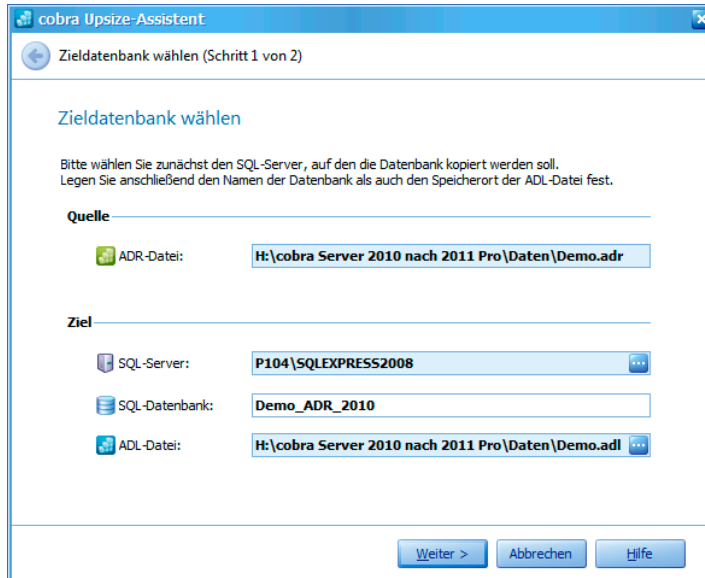 cobra Upsize-Assistent
Zieldatenbank wählen (Schritt 1 von 2)
Zieldatenbank wählen
Bitte wählen Sie zunächst den SQL-Server, auf den die Datenbank kopiert werden soll.
Legen Sie anschließend den Namen der Datenbank als auch den Speicherort der ADL-Datei fest.
Quelle
ADR-Datei: H:\cobra Server 2010 nach 2011 Pro\Daten\Demo.adr
Ziel
SQL-Server: P104\SQLEXPRESS2008
SQL-Datenbank: Demo_ADR_2010
ADL-Datei: H:\cobra Server 2010 nach 2011 Pro\Daten\Demo.adl
Weiter > Abbrechen Hilfe